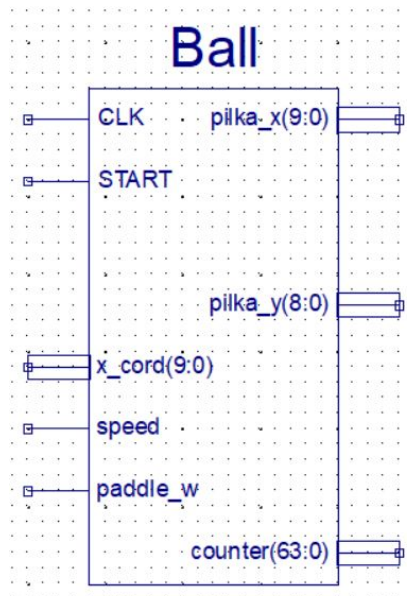 Ball
CLK
pilka_x(9:0)
START
pilka_y(8:0)
x_cord(9:0)
speed
paddle_w
counter(63:0)